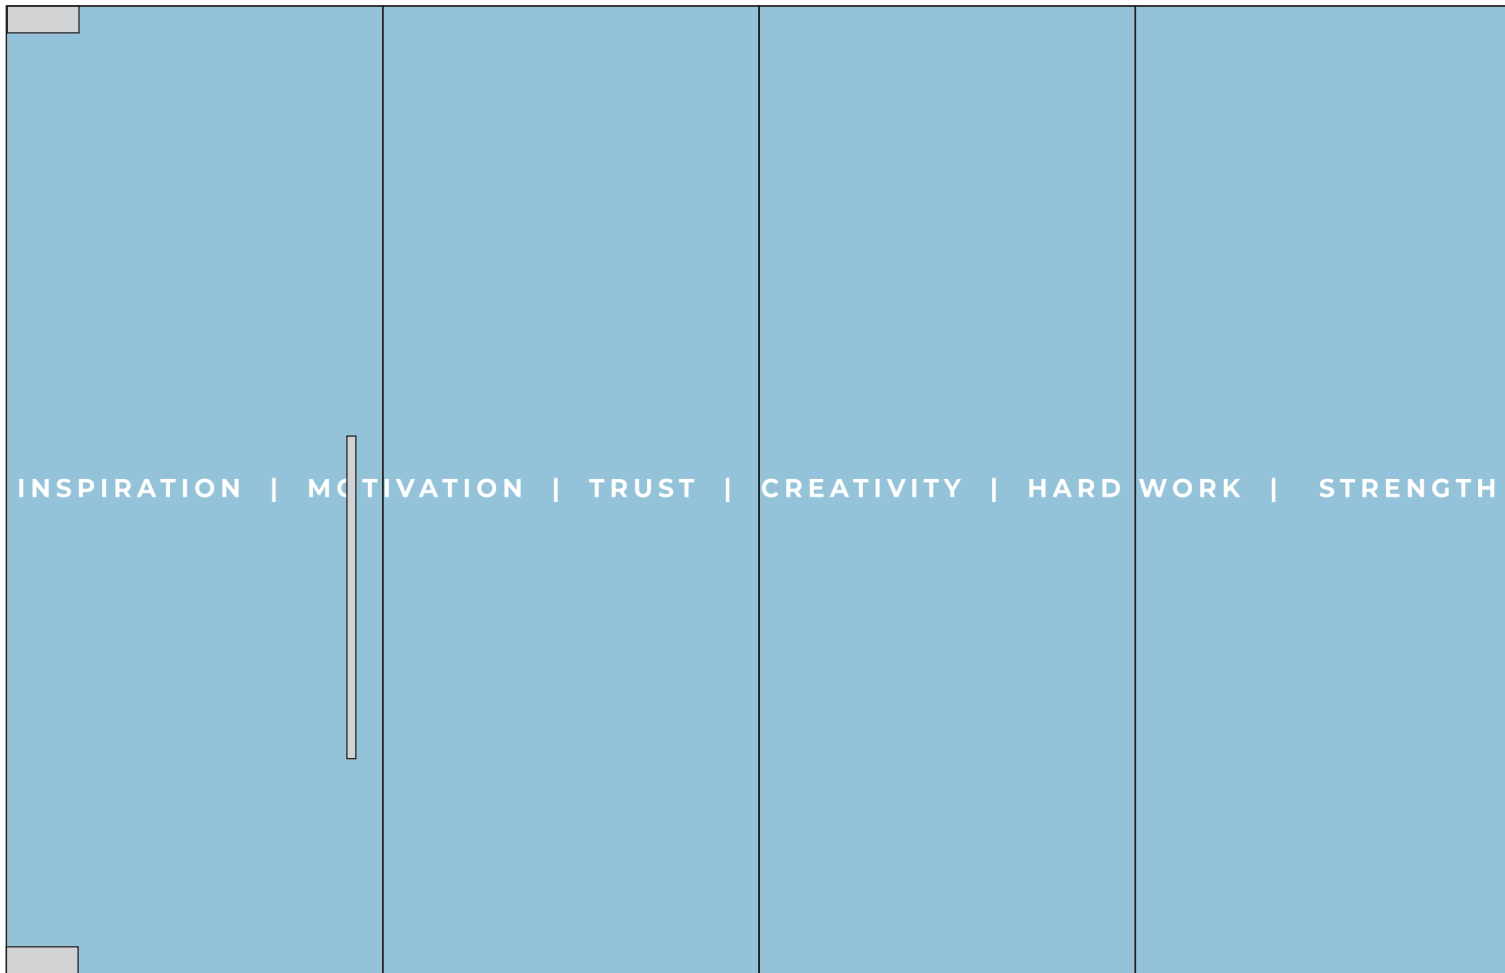 INSPIRATION | MOTIVATION | TRUST | CREATIVITY | HARD WORK | STRENGTH